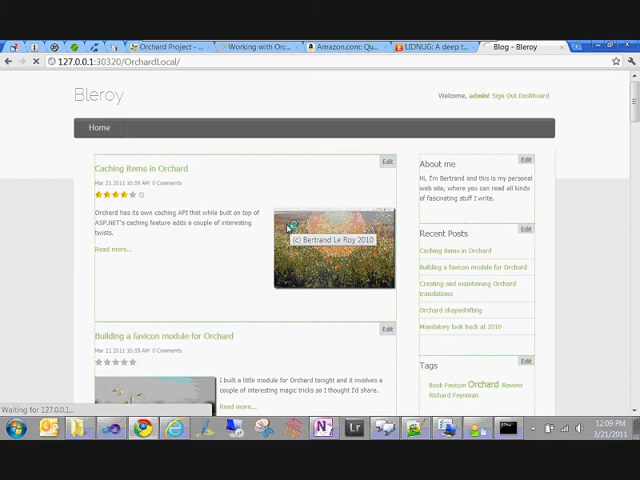 Orchard Project - ...
Working with Orc...
Amazon.com: Qu...
LIDNUG: A deep t...
Blog - Bleroy
127.0.0.1:30320/OrchardLocal/
Bleroy
Welcome, admin! Sign Out Dashboard
Home
Edit
Caching items in Orchard
Mar 21 2011 10:39 AM 0 Comments
Orchard has its own caching API that while built on top of
ASP.NET's caching feature adds a couple of interesting
twists.
Read more...
(c) Bertrand Le Roy 2010
Edit
Building a favicon module for Orchard
Mar 21 2011 10:39 AM 0 Comments
I built a little module for Orchard tonight and it involves a
couple of interesting magic tricks so I thought I'd share.
Read more...
Edit
About me
Hi, I'm Bertrand and this is my personal
web site, where you can read all kinds
of fascinating stuff I write.
Edit
Recent Posts
Caching items in Orchard
Building a favicon module for Orchard
Creating and maintaining Orchard
translations
Orchard shapeshifting
Mandatory look back at 2010
Edit
Tags
Book Favicon Orchard Review
Richard Feynman
Waiting for 127.0.0.1...
Lr
12:09 PM
3/21/2011